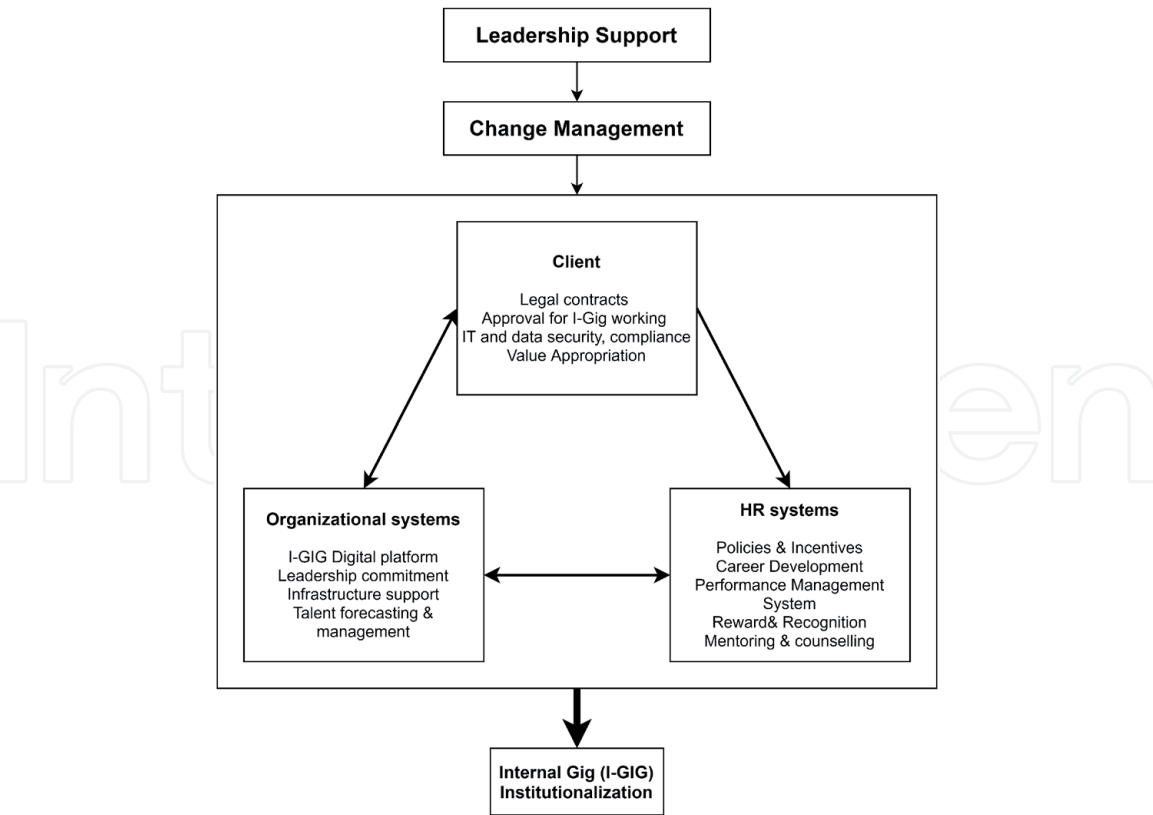 Leadership Support
Change Management
Client
Legal contracts
Approval for I-Gig working
IT and data security, compliance
Value Appropriation
Organizational systems
I-GIG Digital platform
Leadership commitment
Infrastructure support
Talent forecasting &
management
HR systems
Policies & Incentives
Career Development
Performance Management
System
Reward& Recognition
Mentoring & counselling
Internal Gig (I-GIG)
Institutionalization